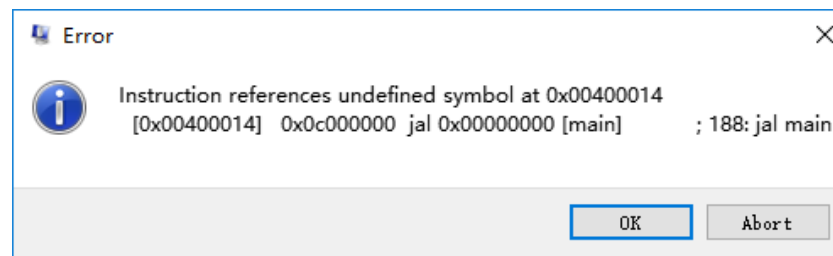 Error
Instruction references undefined symbol at 0x00400014
[0x00400014] 0x0c000000 jal 0x00000000 [main] ; 188: jal main
OK Abort